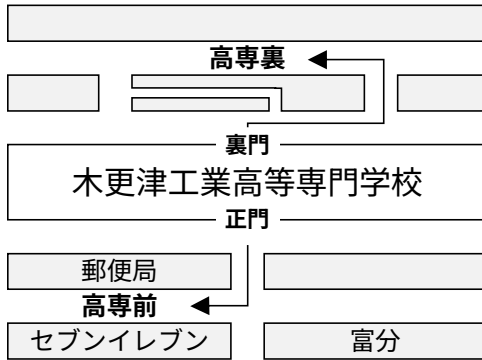 高専裏
裏門
木更津工業高等専門学校
正門
郵便局
高専前
セブンイレブン
富分